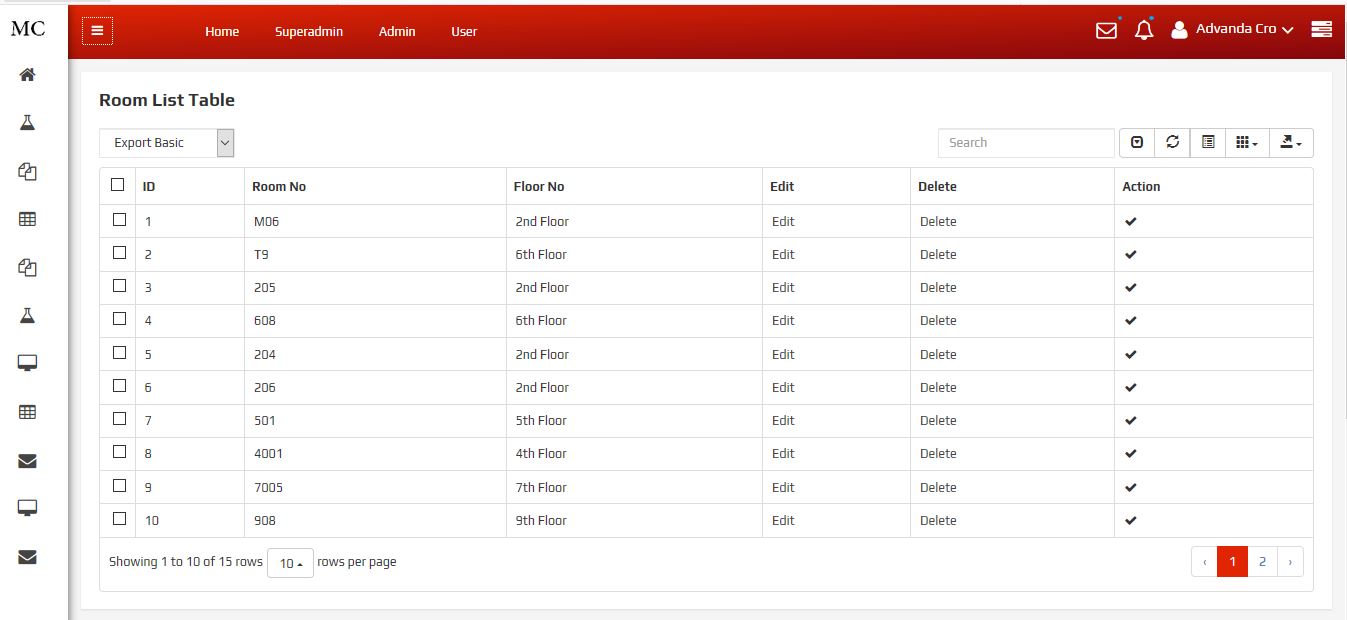 MC
Home Superadmin Admin User Advanda Cro
Room List Table
Export Basic Search
ID Room No Floor No Edit Delete Action
1 M06 2nd Floor Edit Delete
2 T9 6th Floor Edit Delete
3 205 2nd Floor Edit Delete
4 608 6th Floor Edit Delete
5 204 2nd Floor Edit Delete
6 206 2nd Floor Edit Delete
7 501 5th Floor Edit Delete
8 4001 4th Floor Edit Delete
9 7005 7th Floor Edit Delete
10 908 9th Floor Edit Delete
Showing 1 to 10 of 15 rows 10 rows per page ‹ 1 2 ›